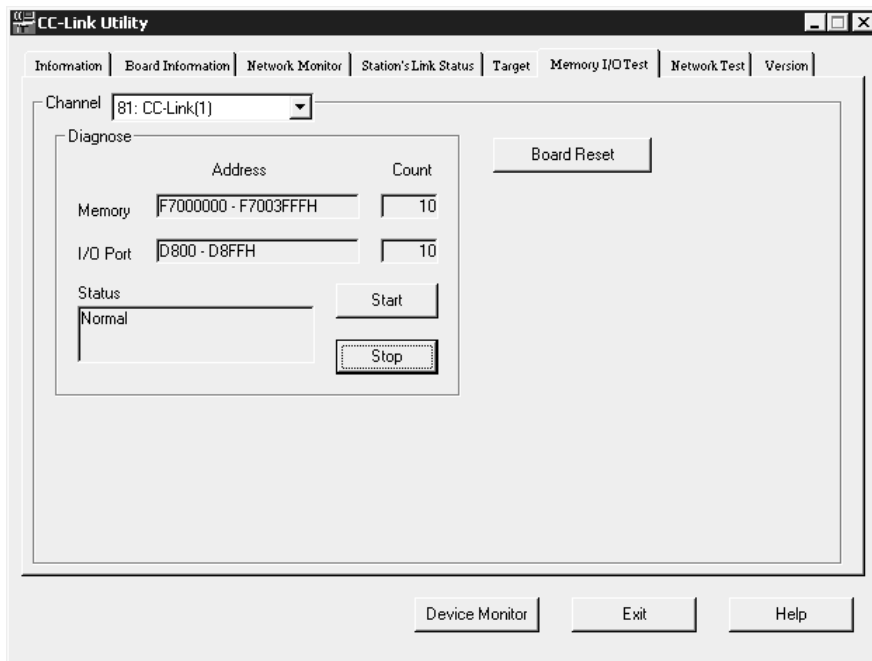 CC-Link Utility
Information Board Information Network Monitor Station's Link Status Target Memory I/O Test Network Test Version
Channel 81: CC-Link(1)
Diagnose
Board Reset
Address Count
Memory F7000000 - F7003FFFH 10
I/O Port D800 - D8FFH 10
Status
Start
Normal
Stop
Device Monitor Exit Help